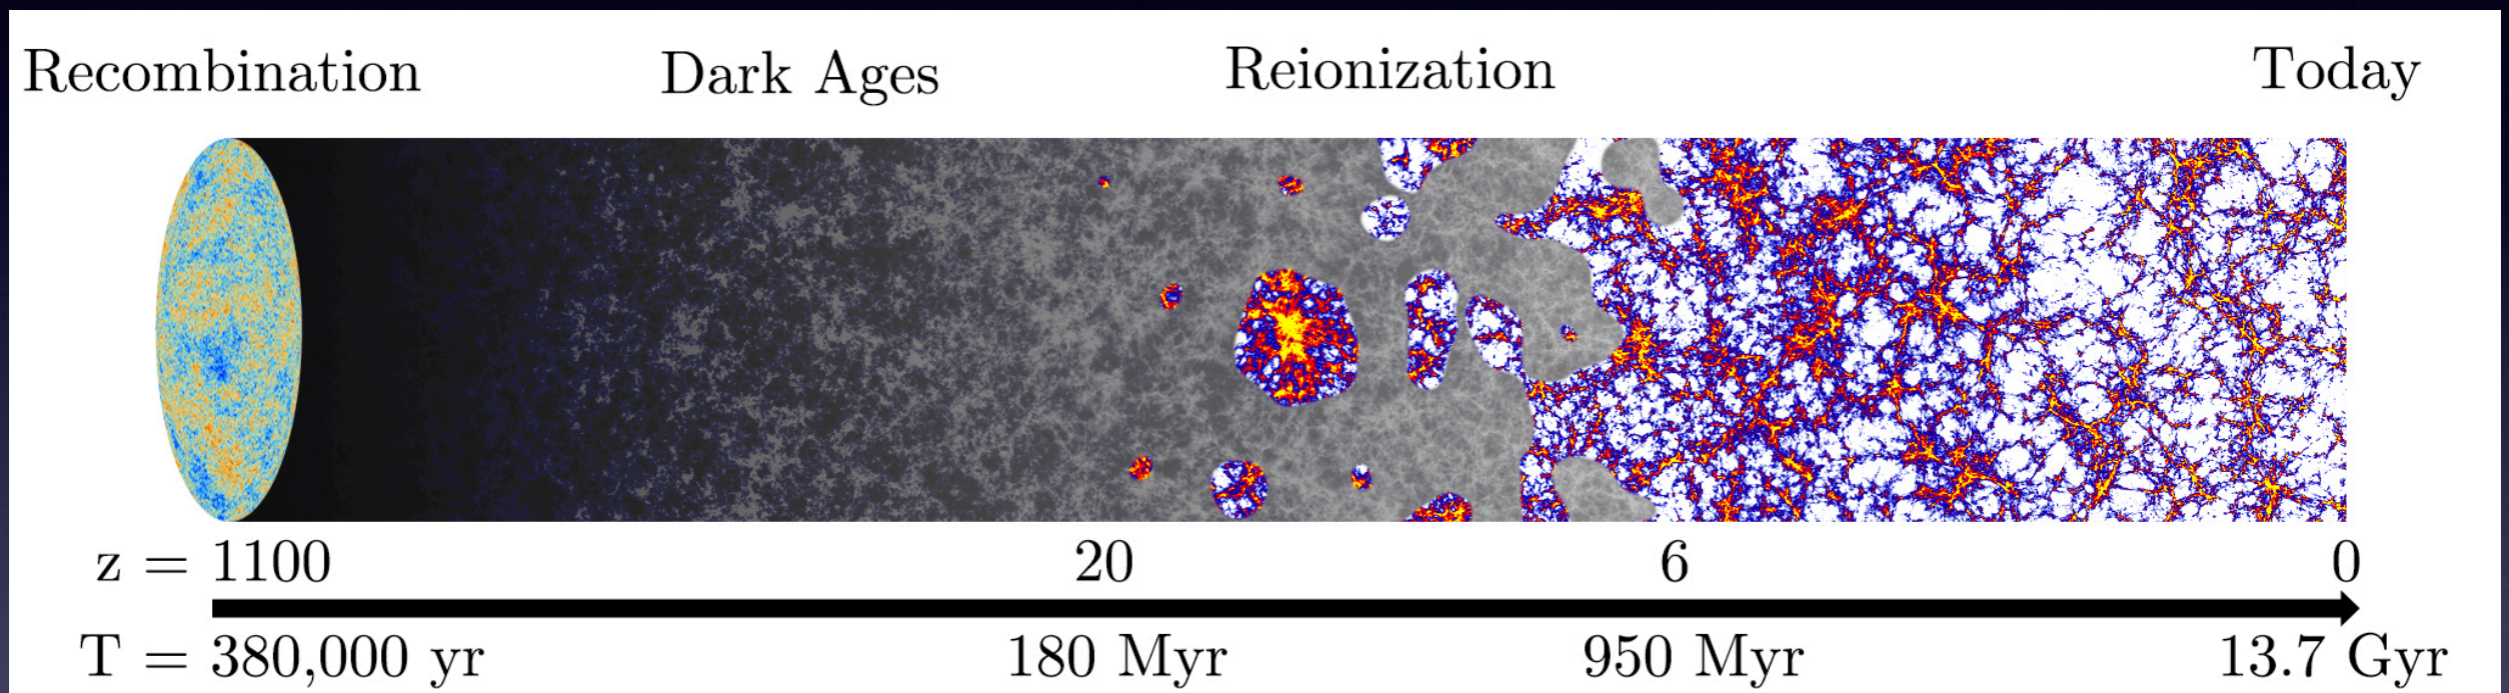 Recombination Dark Ages Reionization Today
z = 1100 20 6 0
T = 380,000 yr 180 Myr 950 Myr 13.7 Gyr